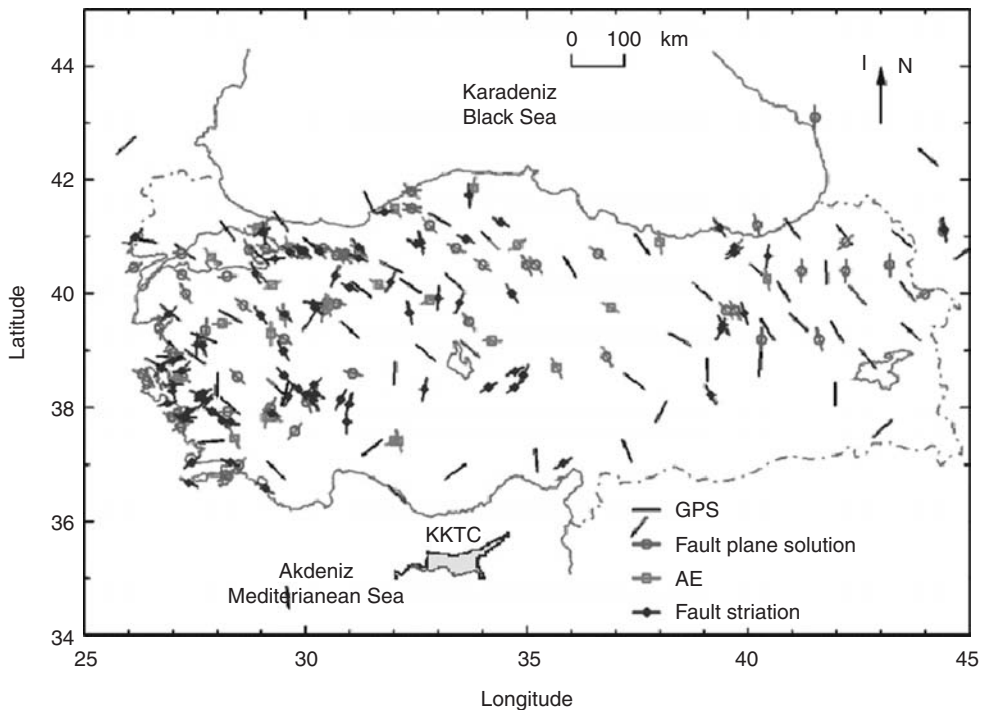 0 100 km
I N
Karadeniz
Black Sea
44
42
40
38
36
34
Latitude
KKTC
Akdeniz
Mediterianean Sea
GPS
Fault plane solution
AE
Fault striation
25 30 35 40 45
Longitude